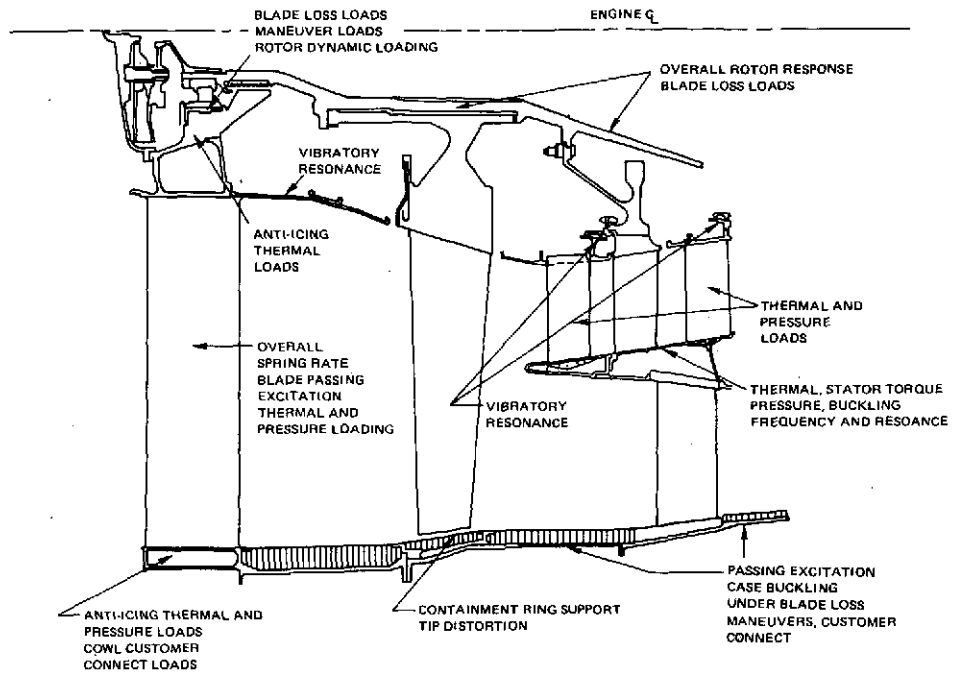 BLADE LOSS LOADS
MANEUVER LOADS
ROTOR DYNAMIC LOADING
ENGINE ℄
OVERALL ROTOR RESPONSE
BLADE LOSS LOADS
VIBRATORY
RESONANCE
ANTI-ICING
THERMAL
LOADS
THERMAL AND
PRESSURE
LOADS
OVERALL
SPRING RATE
BLADE PASSING
EXCITATION
THERMAL AND
PRESSURE LOADING
VIBRATORY
RESONANCE
THERMAL, STATOR TORQUE
PRESSURE, BUCKLING
FREQUENCY AND RESOANCE
ANTI-ICING THERMAL AND
PRESSURE LOADS
COWL CUSTOMER
CONNECT LOADS
CONTAINMENT RING SUPPORT
TIP DISTORTION
PASSING EXCITATION
CASE BUCKLING
UNDER BLADE LOSS
MANEUVERS, CUSTOMER
CONNECT